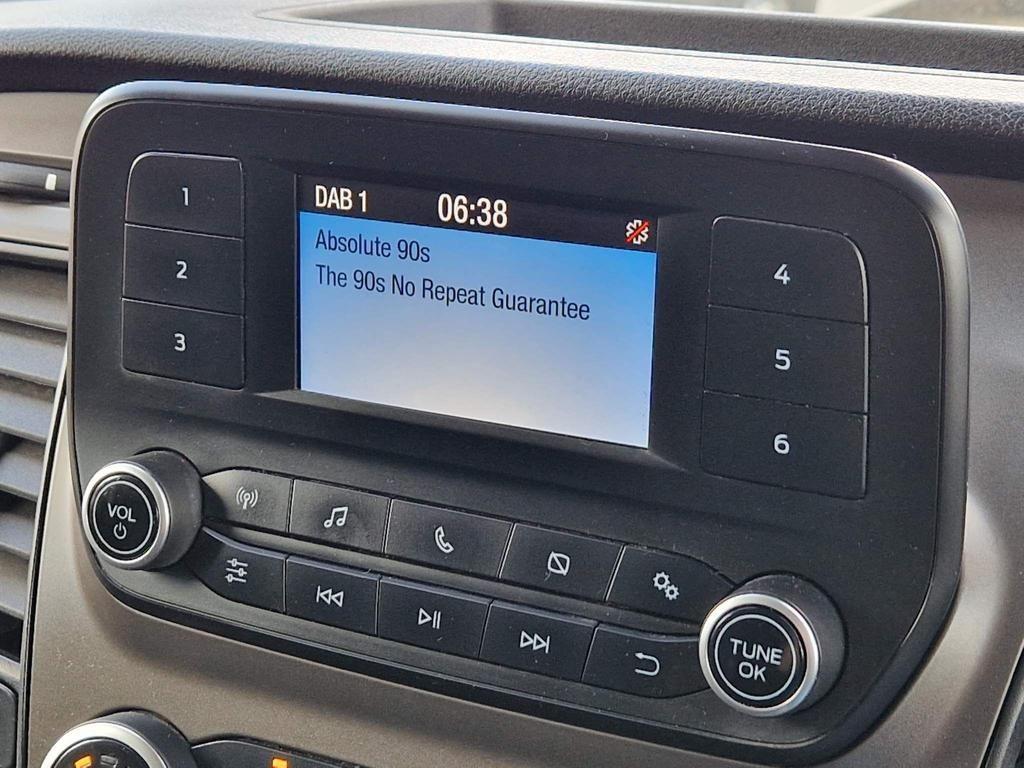 DAB 1 06:38
Absolute 90s
The 90s No Repeat Guarantee
1
2
3
4
5
6
VOL
TUNE
OK